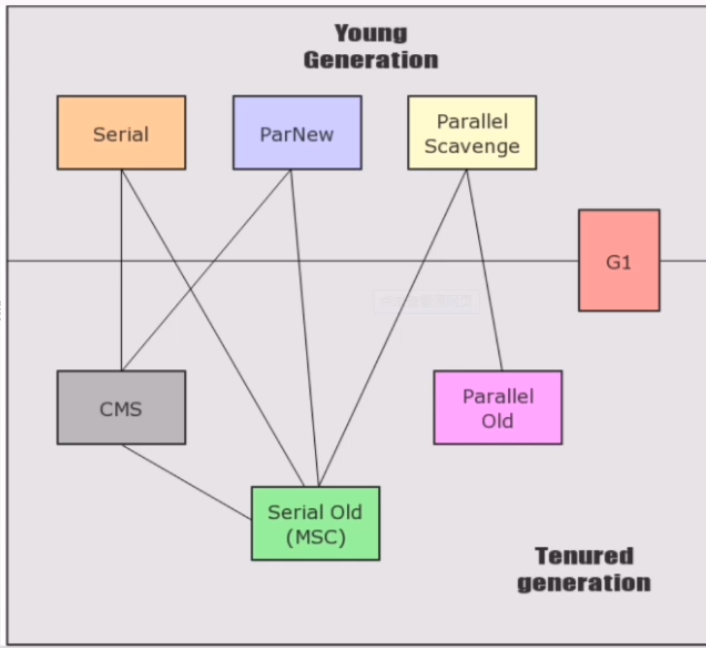 Young
Generation
Serial
ParNew
Parallel
Scavenge
G1
CMS
Parallel
Old
Serial Old
(MSC)
Tenured
generation